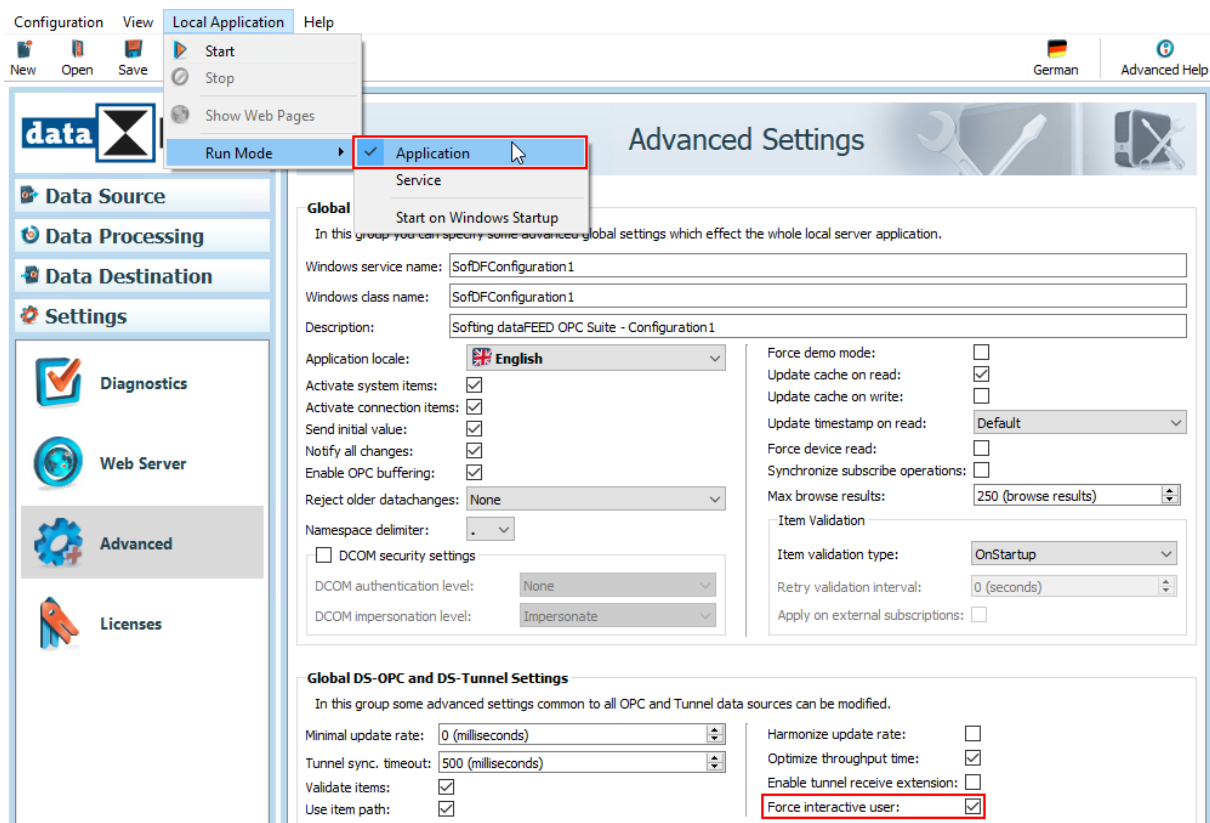 Configuration View Local Application Help
New Open Save
Start
Stop
Show Web Pages
Run Mode
Application
Service
Start on Windows Startup
German Advanced Help
data
Advanced Settings
Data Source
Data Processing
Data Destination
Settings
Diagnostics
Web Server
Advanced
Licenses
Global
In this group you can specify some advanced global settings which effect the whole local server application.
Windows service name: SofDFConfiguration1
Windows class name: SofDFConfiguration1
Description: Softing dataFEED OPC Suite - Configuration1
Application locale: English
Activate system items:
Activate connection items:
Send initial value:
Notify all changes:
Enable OPC buffering:
Reject older datachanges: None
Namespace delimiter: .
DCOM security settings
DCOM authentication level: None
DCOM impersonation level: Impersonate
Force demo mode:
Update cache on read:
Update cache on write:
Update timestamp on read: Default
Force device read:
Synchronize subscribe operations:
Max browse results: 250 (browse results)
Item Validation
Item validation type: OnStartup
Retry validation interval: 0 (seconds)
Apply on external subscriptions:
Global DS-OPC and DS-Tunnel Settings
In this group some advanced settings common to all OPC and Tunnel data sources can be modified.
Minimal update rate: 0 (milliseconds)
Tunnel sync. timeout: 500 (milliseconds)
Validate items:
Use item path:
Harmonize update rate:
Optimize throughput time:
Enable tunnel receive extension:
Force interactive user: